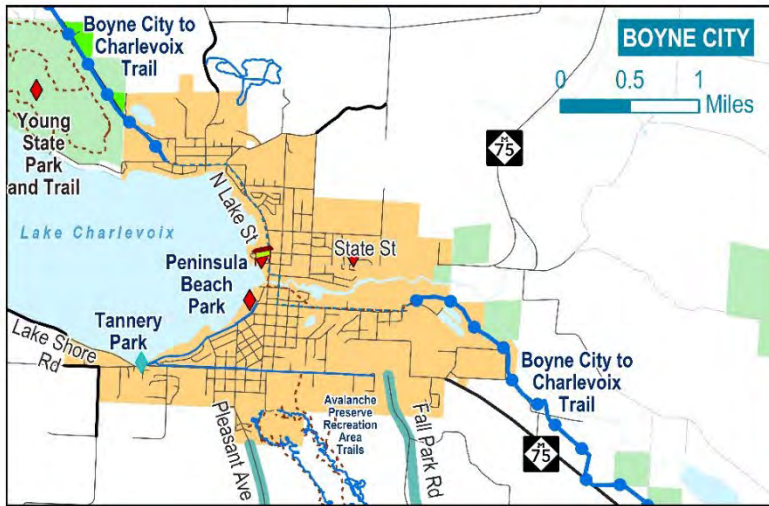 Boyne City to
Charlevoix
Trail
BOYNE CITY
0 0.5 1
Miles
M
75
Young
State
Park
and Trail
N Lake St
Lake Charlevoix
State St
Peninsula
Beach
Park
Tannery
Park
Lake Shore
Rd
Boyne City to
Charlevoix
Trail
Avalanche
Preserve
Recreation
Area
Trails
Pleasant Ave
Fall Park Rd
M
75